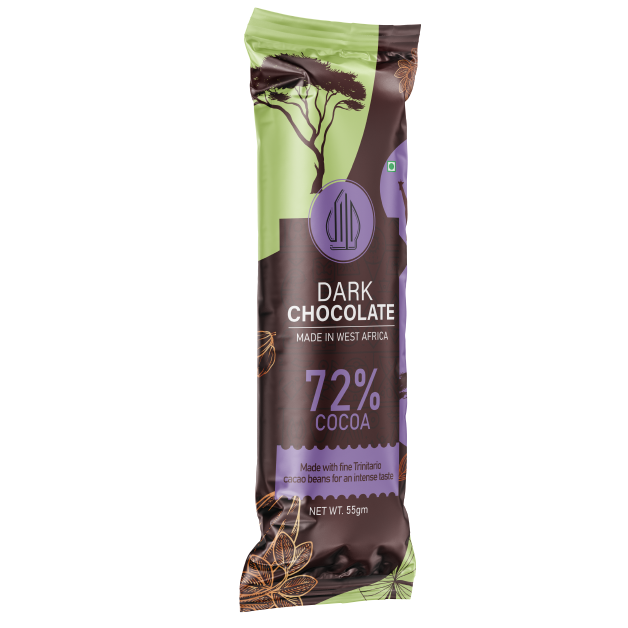 DARK
CHOCOLATE
MADE IN WEST AFRICA
72%
COCOA
Made with fine Trinitario
cacao beans for an intense taste
NET WT. 55gm